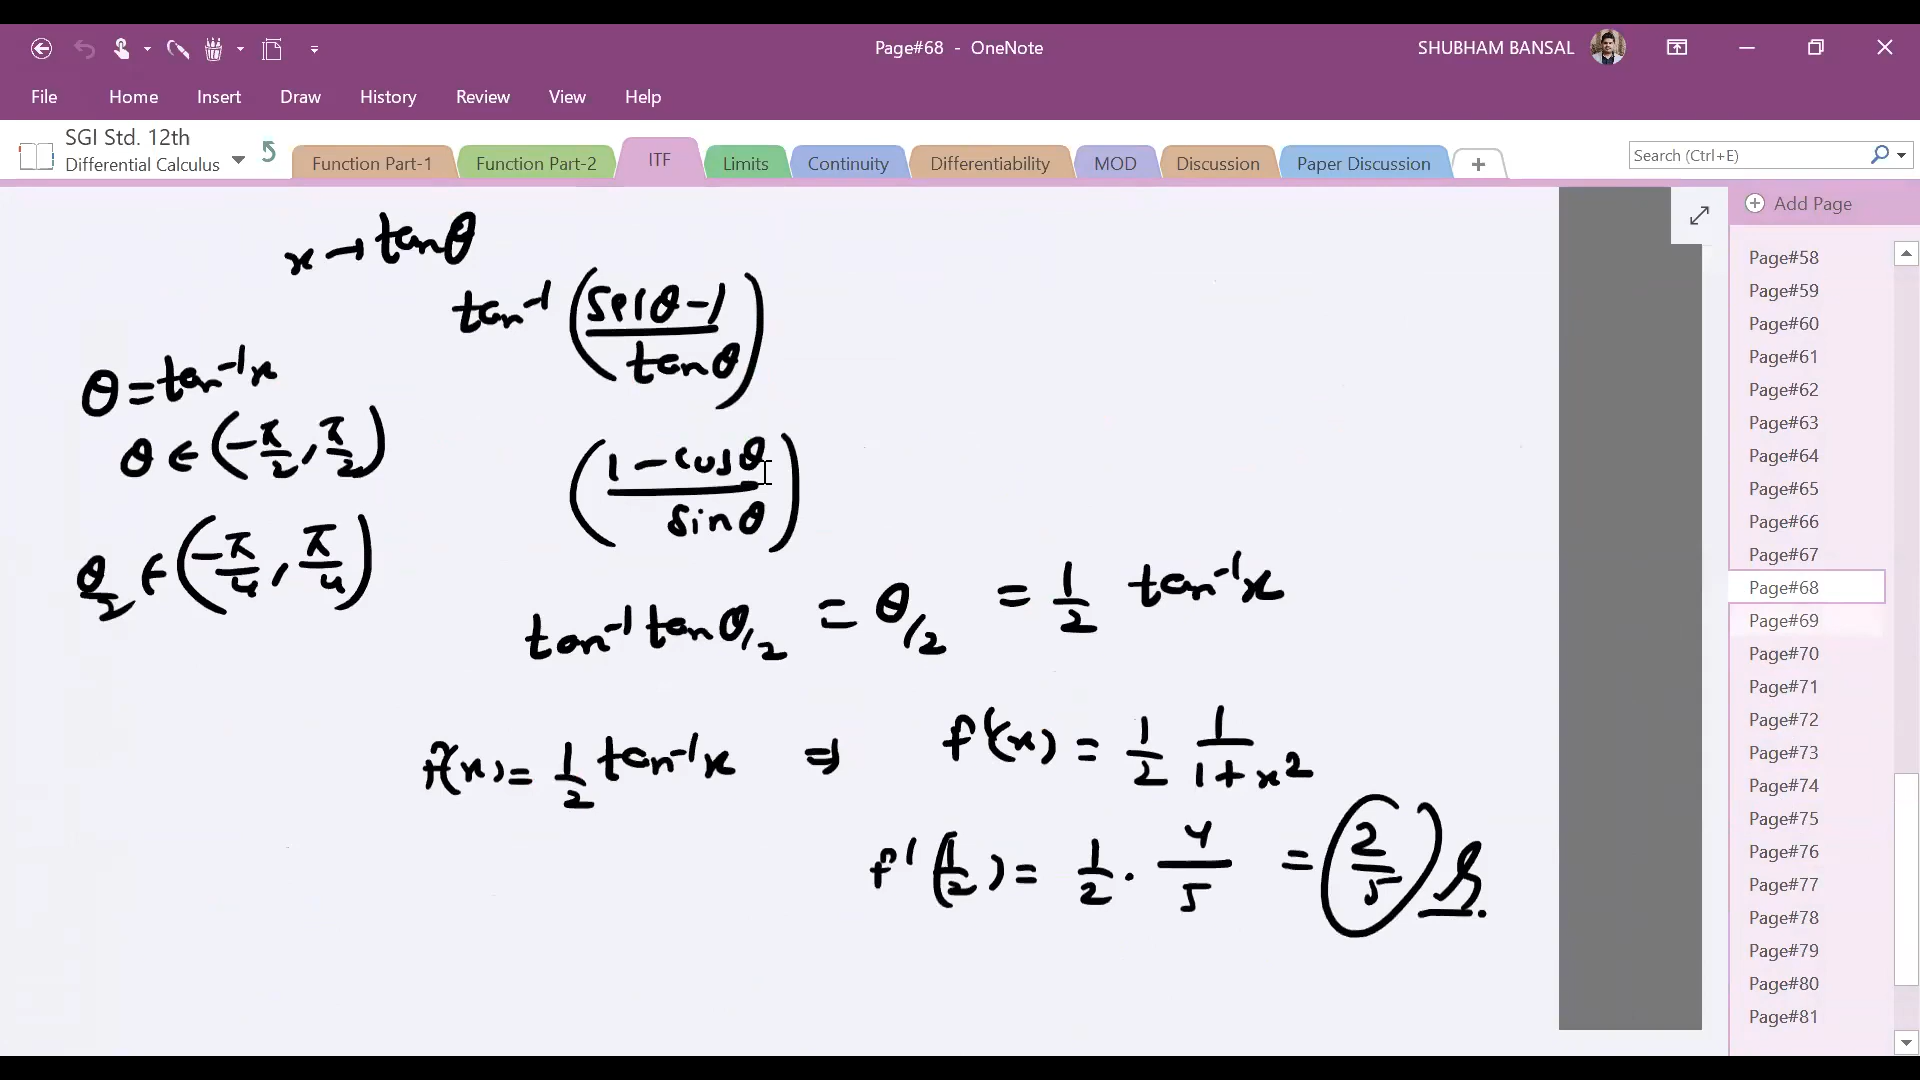 Page#68 - OneNote
SHUBHAM BANSAL
File Home Insert Draw History Review View Help
SGI Std. 12th
Differential Calculus
Function Part-1 Function Part-2 ITF Limits Continuity Differentiability MOD Discussion Paper Discussion +
Search (Ctrl+E)
Add Page
Page#58
Page#59
Page#60
Page#61
Page#62
Page#63
Page#64
Page#65
Page#66
Page#67
Page#68
Page#69
Page#70
Page#71
Page#72
Page#73
Page#74
Page#75
Page#76
Page#77
Page#78
Page#79
Page#80
Page#81
x → tanθ
tan⁻¹ ((secθ - 1)/(tanθ))
θ = tan⁻¹x
θ ∈ (-π/2, π/2)
((1 - cosθ)/(sinθ))
θ/2 ∈ (-π/4, π/4)
tan⁻¹ tan θ/2 = θ/2 = 1/2 tan⁻¹x
f(x) = 1/2 tan⁻¹x ⇒ f'(x) = 1/2 1/(1+x²)
f'(1/2) = 1/2 · 4/5 = 2/5